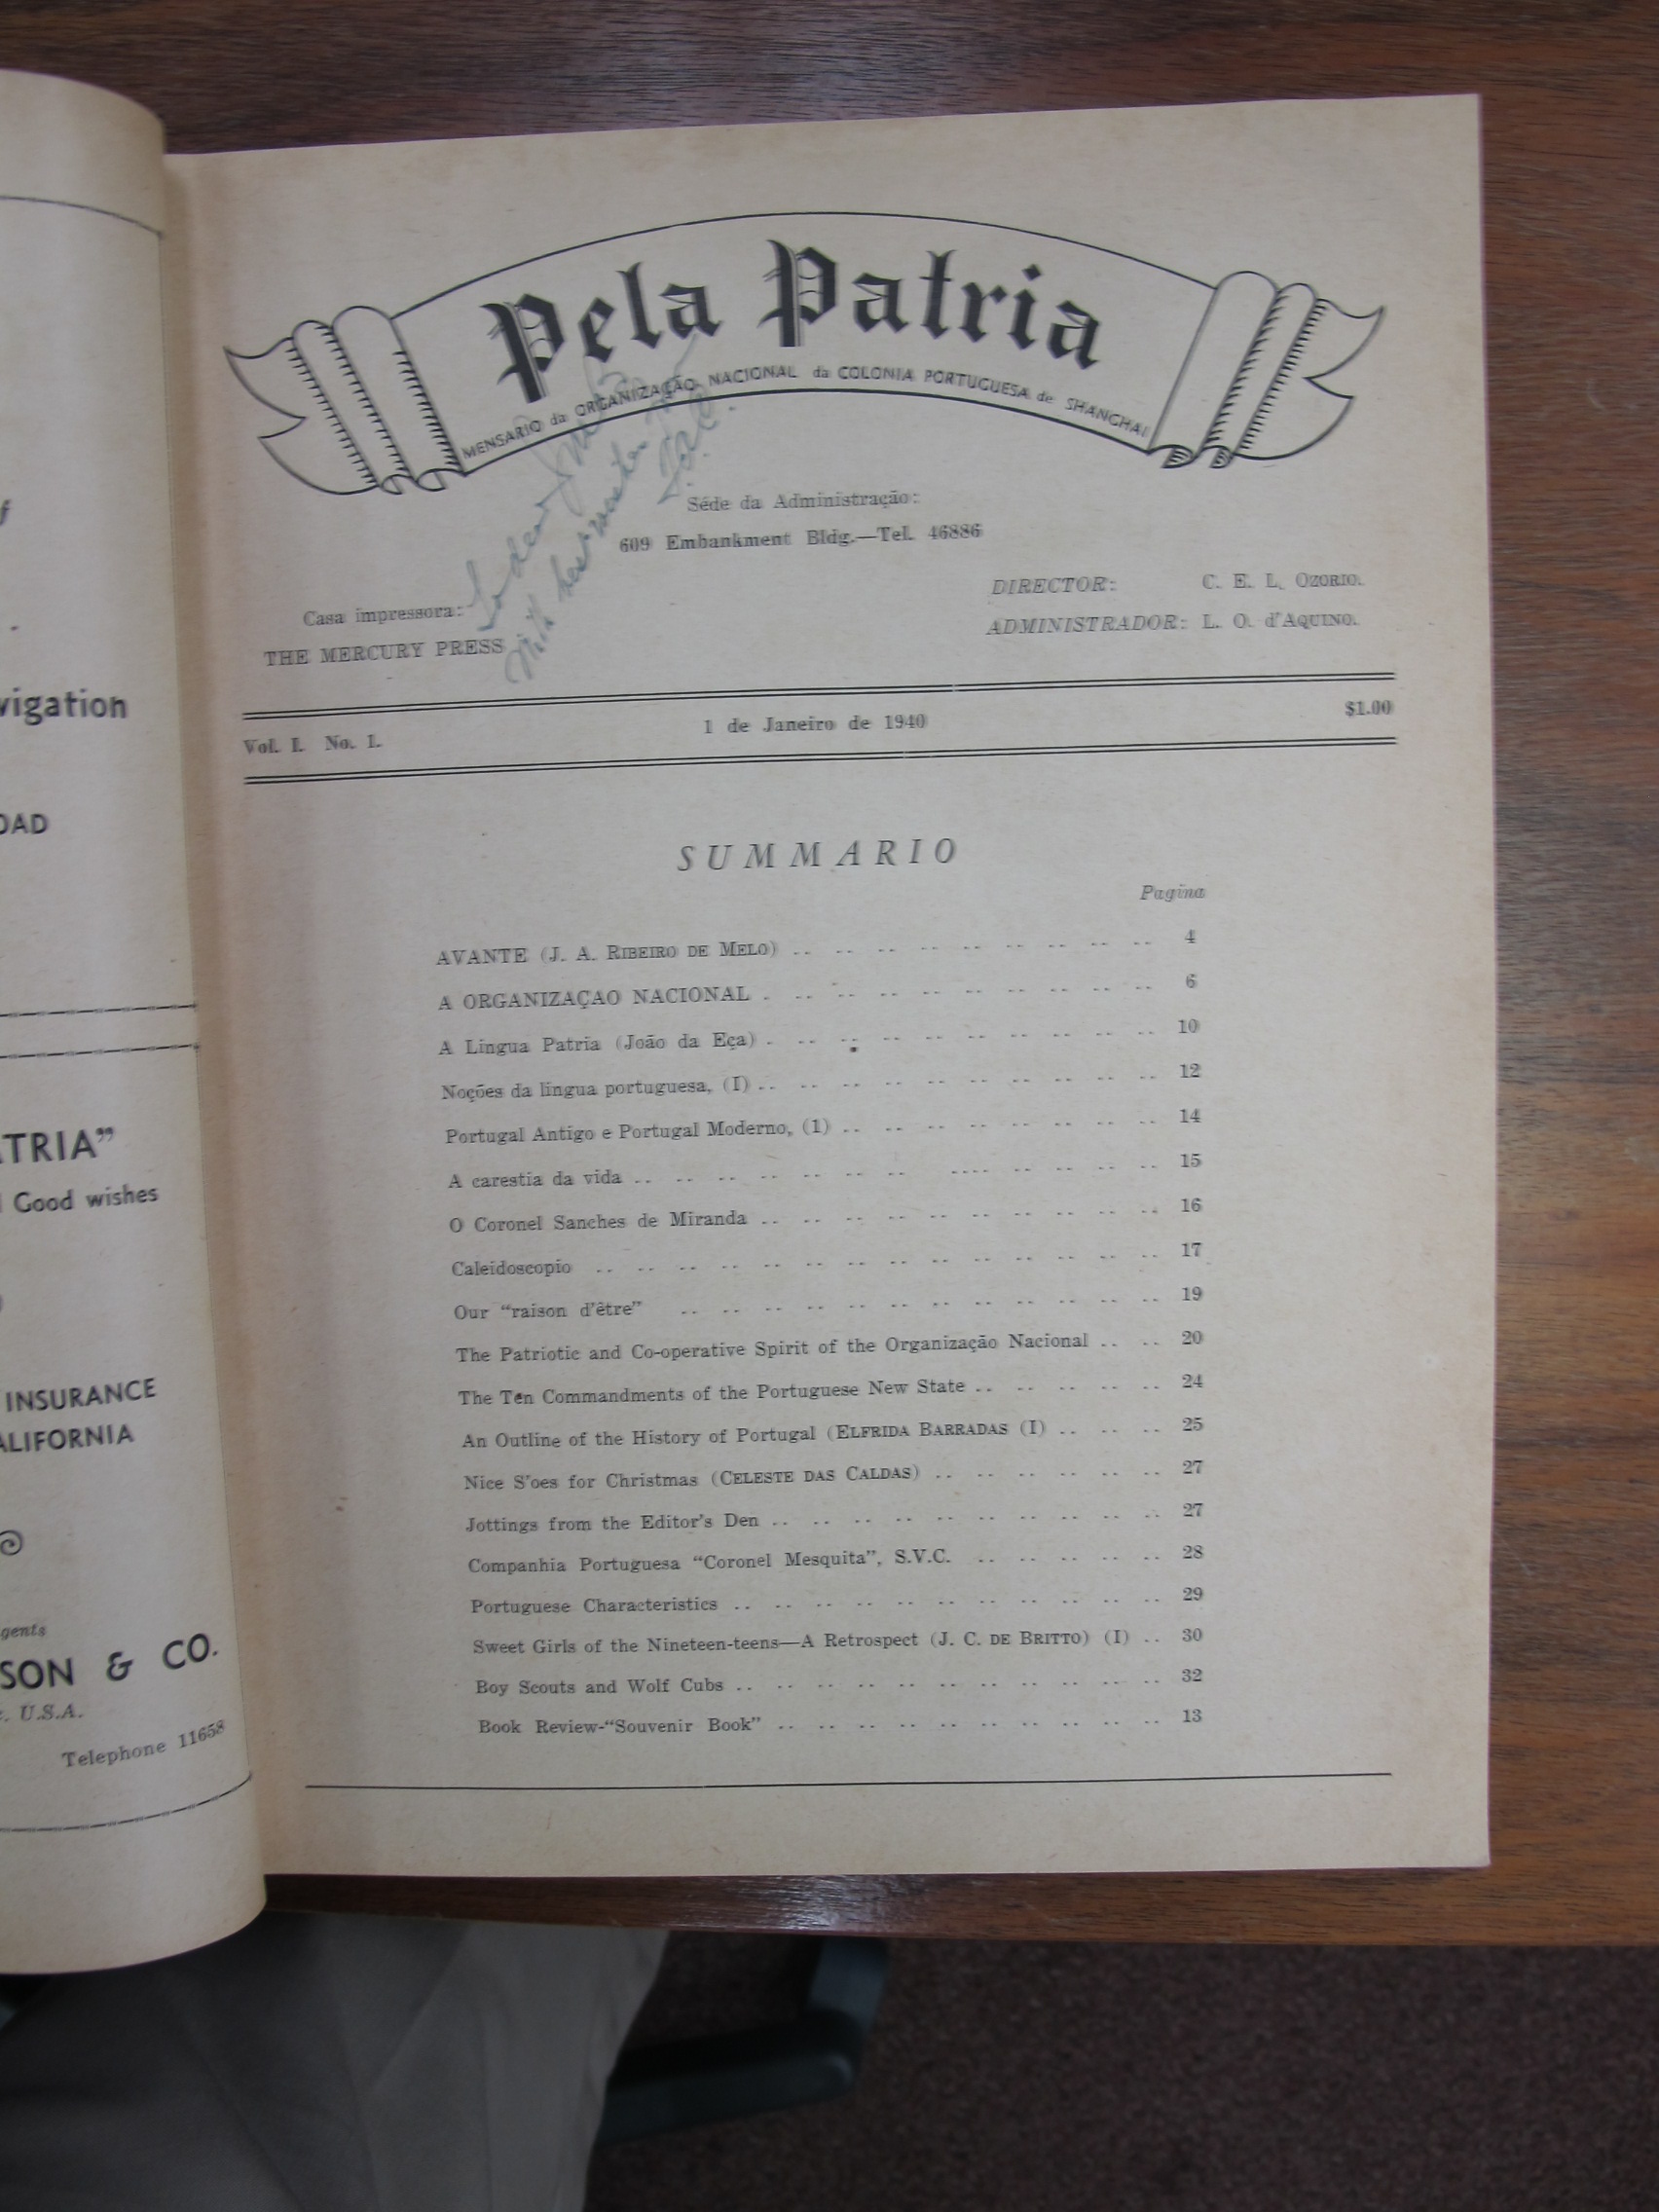 f
vigation
OAD
ATRIA”
Good wishes
INSURANCE
ALIFORNIA
gents
SON & CO.
U.S.A.
Telephone 11658
Pela Patria
MENSARIO da ORGANIZAÇÃO NACIONAL da COLONIA PORTUGUESA de SHANGHAI
To dear
With best wishes
Séde da Administração:
609 Embankment Bldg.—Tel. 46886
Casa impressora:
THE MERCURY PRESS
DIRECTOR: C. E. L. OZORIO.
ADMINISTRADOR: L. O. d'AQUINO.
Vol. I. No. 1. 1 de Janeiro de 1940 $1.00
SUMMARIO
Pagina
AVANTE (J. A. RIBEIRO DE MELO) .. .. .. .. .. .. .. .. .. 4
A ORGANIZAÇAO NACIONAL . .. .. .. .. .. .. .. .. .. 6
A Lingua Patria (João da Eça) . .. .. .. .. .. .. .. .. .. 10
Noções da lingua portuguesa, (I) .. .. .. .. .. .. .. .. .. .. 12
Portugal Antigo e Portugal Moderno, (1) .. .. .. .. .. .. .. .. 14
A carestia da vida .. .. .. .. .. .. .. .... .. .. .. .. 15
O Coronel Sanches de Miranda .. .. .. .. .. .. .. .. .. .. 16
Caleidoscopio .. .. .. .. .. .. .. .. .. .. .. .. .. .. 17
Our “raison d'être” .. .. .. .. .. .. .. .. .. .. .. .. 19
The Patriotic and Co-operative Spirit of the Organização Nacional .. .. 20
The Ten Commandments of the Portuguese New State .. .. .. .. .. 24
An Outline of the History of Portugal (ELFRIDA BARRADAS (I) .. .. .. 25
Nice S'oes for Christmas (CELESTE DAS CALDAS) .. .. .. .. .. .. 27
Jottings from the Editor's Den .. .. .. .. .. .. .. .. .. .. 27
Companhia Portuguesa “Coronel Mesquita”, S.V.C. .. .. .. .. .. 28
Portuguese Characteristics .. .. .. .. .. .. .. .. .. .. .. 29
Sweet Girls of the Nineteen-teens—A Retrospect (J. C. DE BRITTO) (I) .. 30
Boy Scouts and Wolf Cubs .. .. .. .. .. .. .. .. .. .. .. 32
Book Review-“Souvenir Book” .. .. .. .. .. .. .. .. .. .. 13